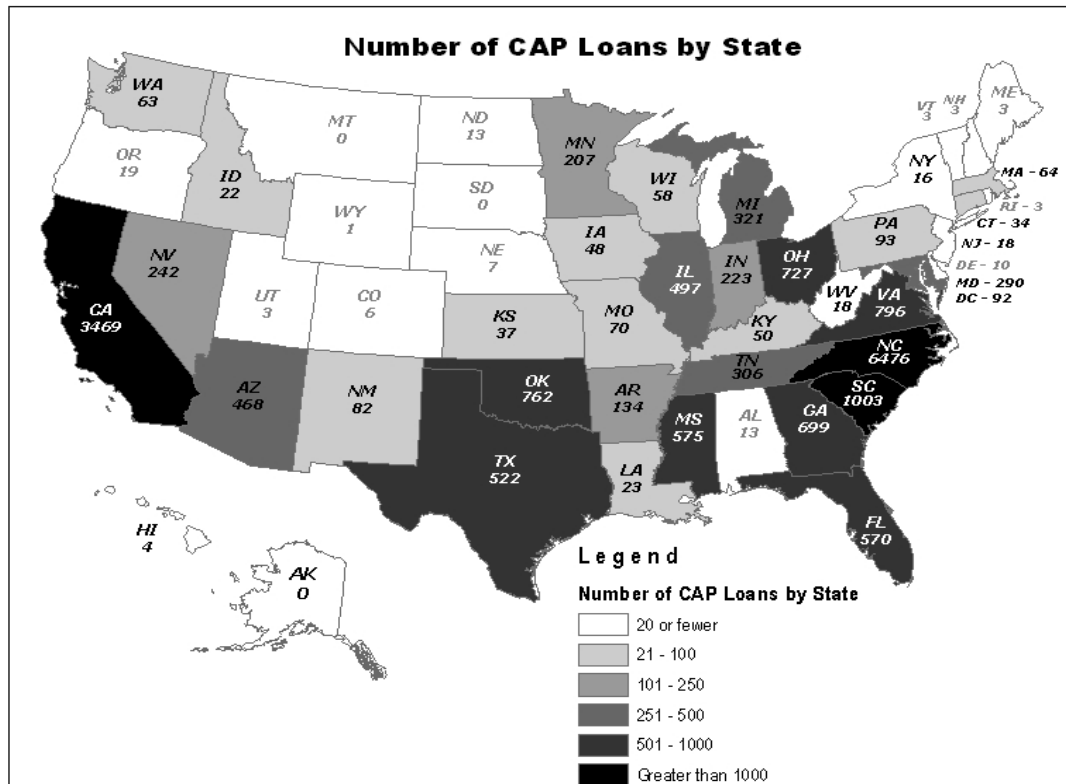 Number of CAP Loans by State
WA
63
MT
0
ND
13
MN
207
VT
3
NH
3
ME
3
OR
19
ID
22
WY
1
SD
0
WI
58
MI
321
NY
16
MA - 64
RI - 3
CT - 34
NJ - 18
DE - 10
MD - 290
DC - 92
NV
242
UT
3
CO
6
NE
7
IA
48
IL
497
IN
223
OH
727
PA
93
WV
18
VA
796
CA
3469
KS
37
MO
70
KY
50
NC
6476
TN
306
SC
1003
AZ
468
NM
82
OK
762
AR
134
MS
575
AL
13
GA
699
TX
522
LA
23
FL
570
HI
4
AK
0
Legend
Number of CAP Loans by State
20 or fewer
21 - 100
101 - 250
251 - 500
501 - 1000
Greater than 1000